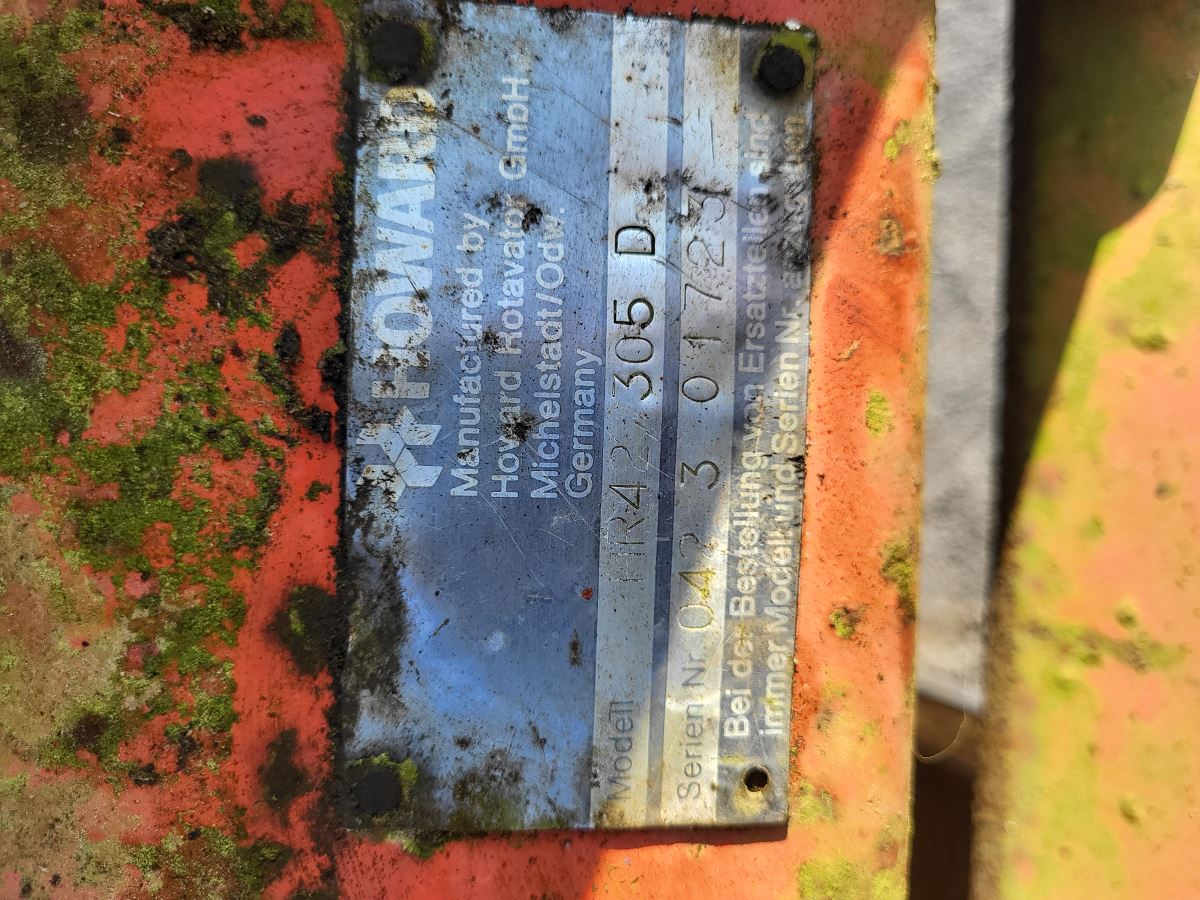 HOWARD
Manufactured by
Howard Rotavator GmbH.
Michelstadt/Odw.
Germany
Modell HR42/305 D
Serien Nr. 042 3 01723
Bei der Bestellung von Ersatzteilen sind
immer Modell und Serien Nr. anzugeben